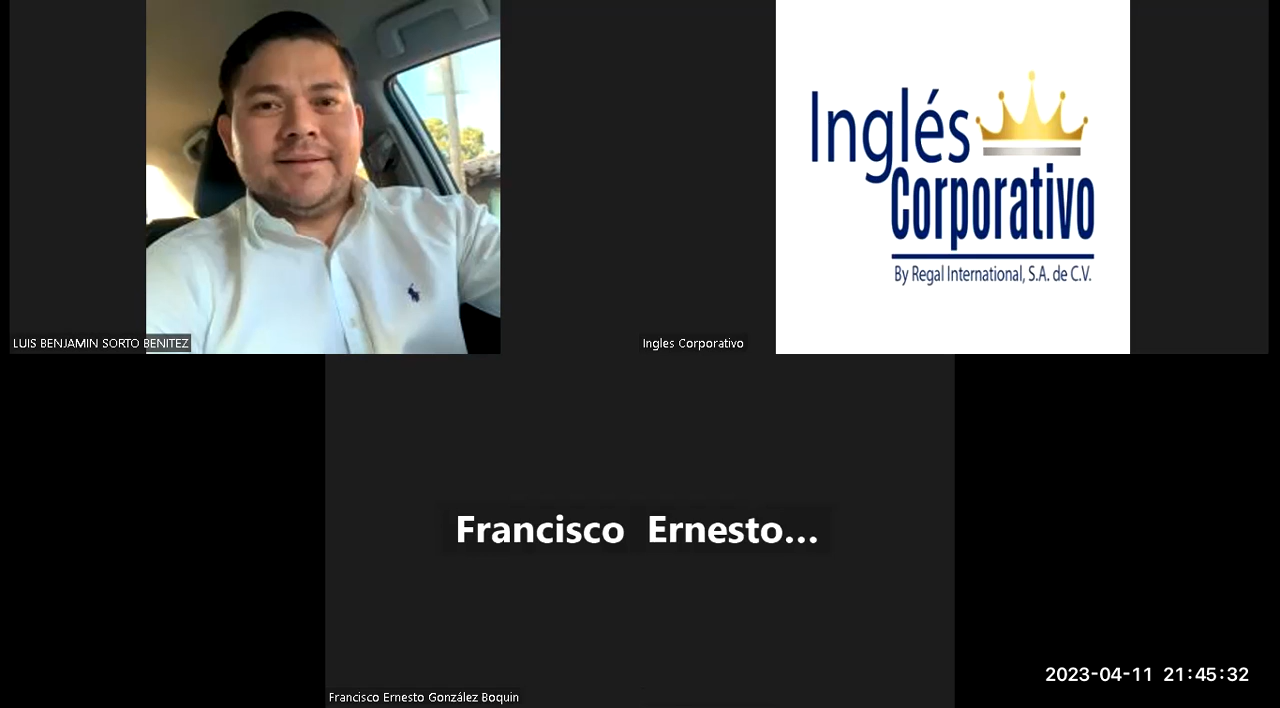 Inglés
Corporativo
By Regal International, S.A. de C.V.
LUIS BENJAMIN SORTO BENITEZ
Ingles Corporativo
Francisco Ernesto...
Francisco Ernesto González Boquin
2023-04-11 21:45:32